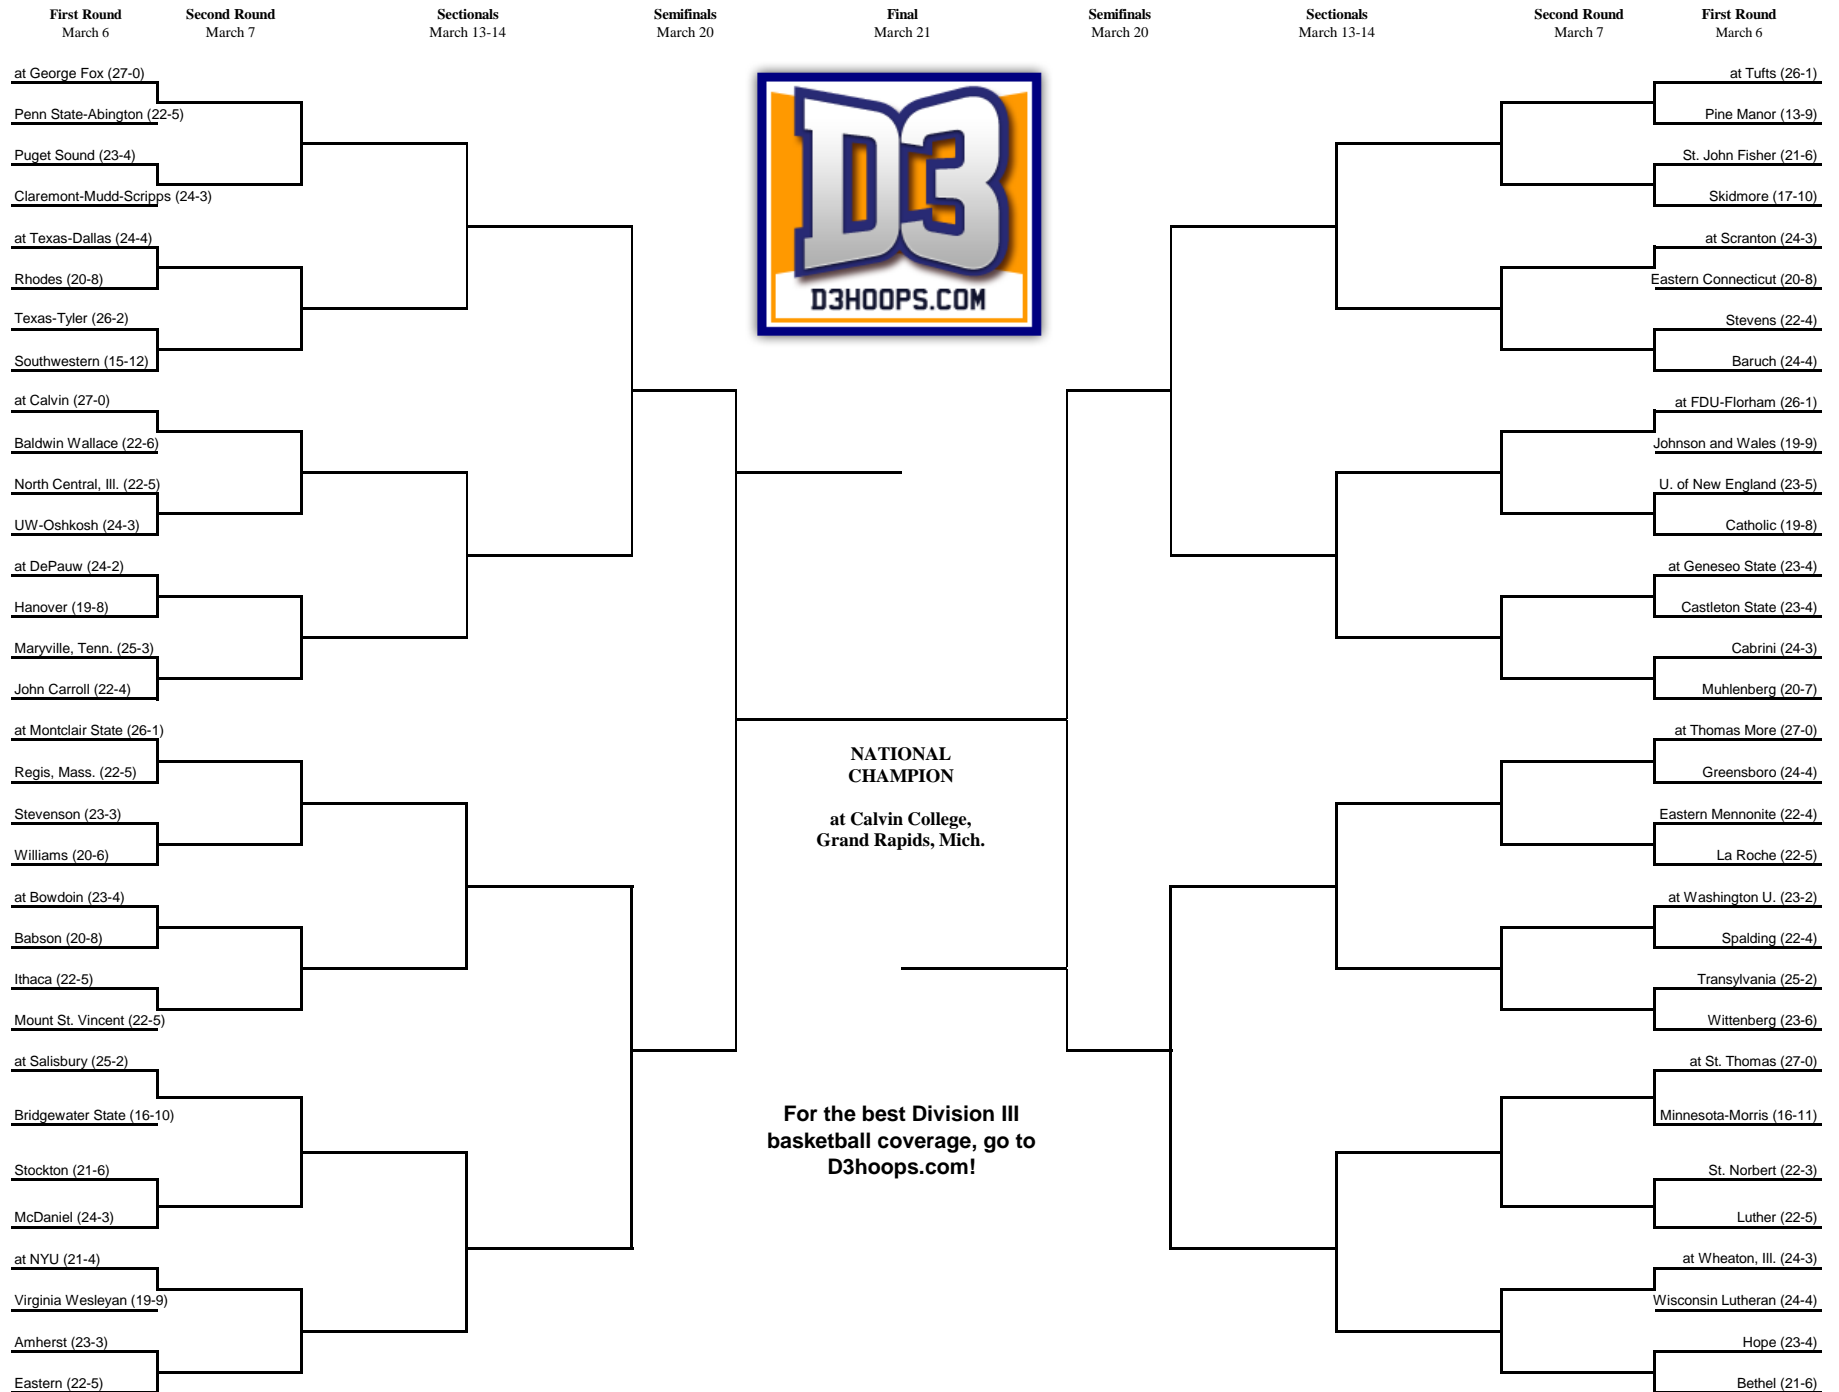 First Round
March 6
Second Round
March 7
Sectionals
March 13-14
Semifinals
March 20
Final
March 21
Semifinals
March 20
Sectionals
March 13-14
Second Round
March 7
First Round
March 6
at George Fox (27-0)
Penn State-Abington (22-5)
Puget Sound (23-4)
Claremont-Mudd-Scripps (24-3)
at Texas-Dallas (24-4)
Rhodes (20-8)
Texas-Tyler (26-2)
Southwestern (15-12)
at Calvin (27-0)
Baldwin Wallace (22-6)
North Central, Ill. (22-5)
UW-Oshkosh (24-3)
at DePauw (24-2)
Hanover (19-8)
Maryville, Tenn. (25-3)
John Carroll (22-4)
at Montclair State (26-1)
Regis, Mass. (22-5)
Stevenson (23-3)
Williams (20-6)
at Bowdoin (23-4)
Babson (20-8)
Ithaca (22-5)
Mount St. Vincent (22-5)
at Salisbury (25-2)
Bridgewater State (16-10)
Stockton (21-6)
McDaniel (24-3)
at NYU (21-4)
Virginia Wesleyan (19-9)
Amherst (23-3)
Eastern (22-5)
D3
D3HOOPS.COM
NATIONAL
CHAMPION
at Calvin College,
Grand Rapids, Mich.
For the best Division III
basketball coverage, go to
D3hoops.com!
at Tufts (26-1)
Pine Manor (13-9)
St. John Fisher (21-6)
Skidmore (17-10)
at Scranton (24-3)
Eastern Connecticut (20-8)
Stevens (22-4)
Baruch (24-4)
at FDU-Florham (26-1)
Johnson and Wales (19-9)
U. of New England (23-5)
Catholic (19-8)
at Geneseo State (23-4)
Castleton State (23-4)
Cabrini (24-3)
Muhlenberg (20-7)
at Thomas More (27-0)
Greensboro (24-4)
Eastern Mennonite (22-4)
La Roche (22-5)
at Washington U. (23-2)
Spalding (22-4)
Transylvania (25-2)
Wittenberg (23-6)
at St. Thomas (27-0)
Minnesota-Morris (16-11)
St. Norbert (22-3)
Luther (22-5)
at Wheaton, Ill. (24-3)
Wisconsin Lutheran (24-4)
Hope (23-4)
Bethel (21-6)